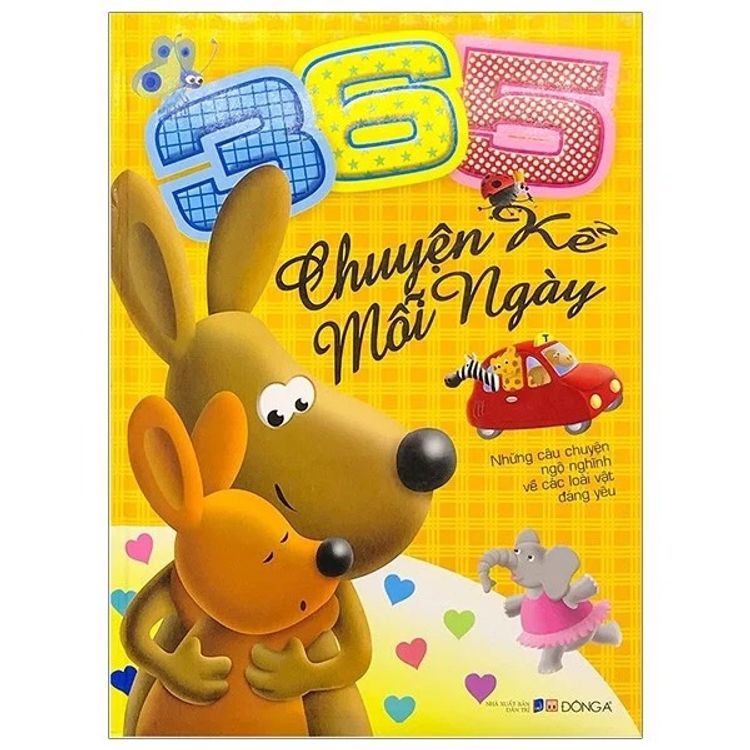 365
Chuyện Kể
Mỗi Ngày
T
Những câu chuyện
ngộ nghĩnh
về các loài vật
đáng yêu
NHÀ XUẤT BẢN
DÂN TRÍ
ĐÔNG A